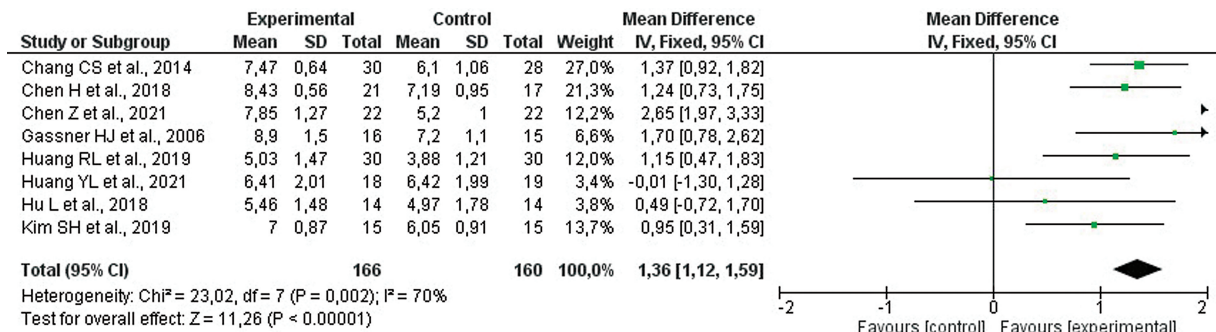 Experimental Control Mean Difference Mean Difference
Study or Subgroup Mean SD Total Mean SD Total Weight IV, Fixed, 95% CI IV, Fixed, 95% CI
Chang CS et al., 2014 7,47 0,64 30 6,1 1,06 28 27,0% 1,37 [0,92, 1,82]
Chen H et al., 2018 8,43 0,56 21 7,19 0,95 17 21,3% 1,24 [0,73, 1,75]
Chen Z et al., 2021 7,85 1,27 22 5,2 1 22 12,2% 2,65 [1,97, 3,33]
Gassner HJ et al., 2006 8,9 1,5 16 7,2 1,1 15 6,6% 1,70 [0,78, 2,62]
Huang RL et al., 2019 5,03 1,47 30 3,88 1,21 30 12,0% 1,15 [0,47, 1,83]
Huang YL et al., 2021 6,41 2,01 18 6,42 1,99 19 3,4% -0,01 [-1,30, 1,28]
Hu L et al., 2018 5,46 1,48 14 4,97 1,78 14 3,8% 0,49 [-0,72, 1,70]
Kim SH et al., 2019 7 0,87 15 6,05 0,91 15 13,7% 0,95 [0,31, 1,59]
Total (95% CI) 166 160 100,0% 1,36 [1,12, 1,59]
Heterogeneity: Chi² = 23,02, df = 7 (P = 0,002); I² = 70%
Test for overall effect: Z = 11,26 (P < 0.00001)
-2 -1 0 1 2
Favours [control] Favours [experimental]